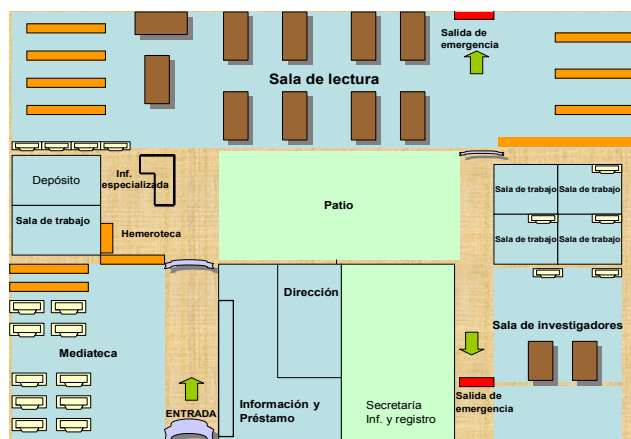 Salida de
emergencia
Sala de lectura
Depósito
Inf.
especializada
Sala de trabajo
Hemeroteca
Patio
Sala de trabajo
Sala de trabajo
Sala de trabajo
Sala de trabajo
Dirección
Mediateca
Sala de investigadores
ENTRADA
Información y
Préstamo
Secretaría
Inf. y registro
Salida de
emergencia